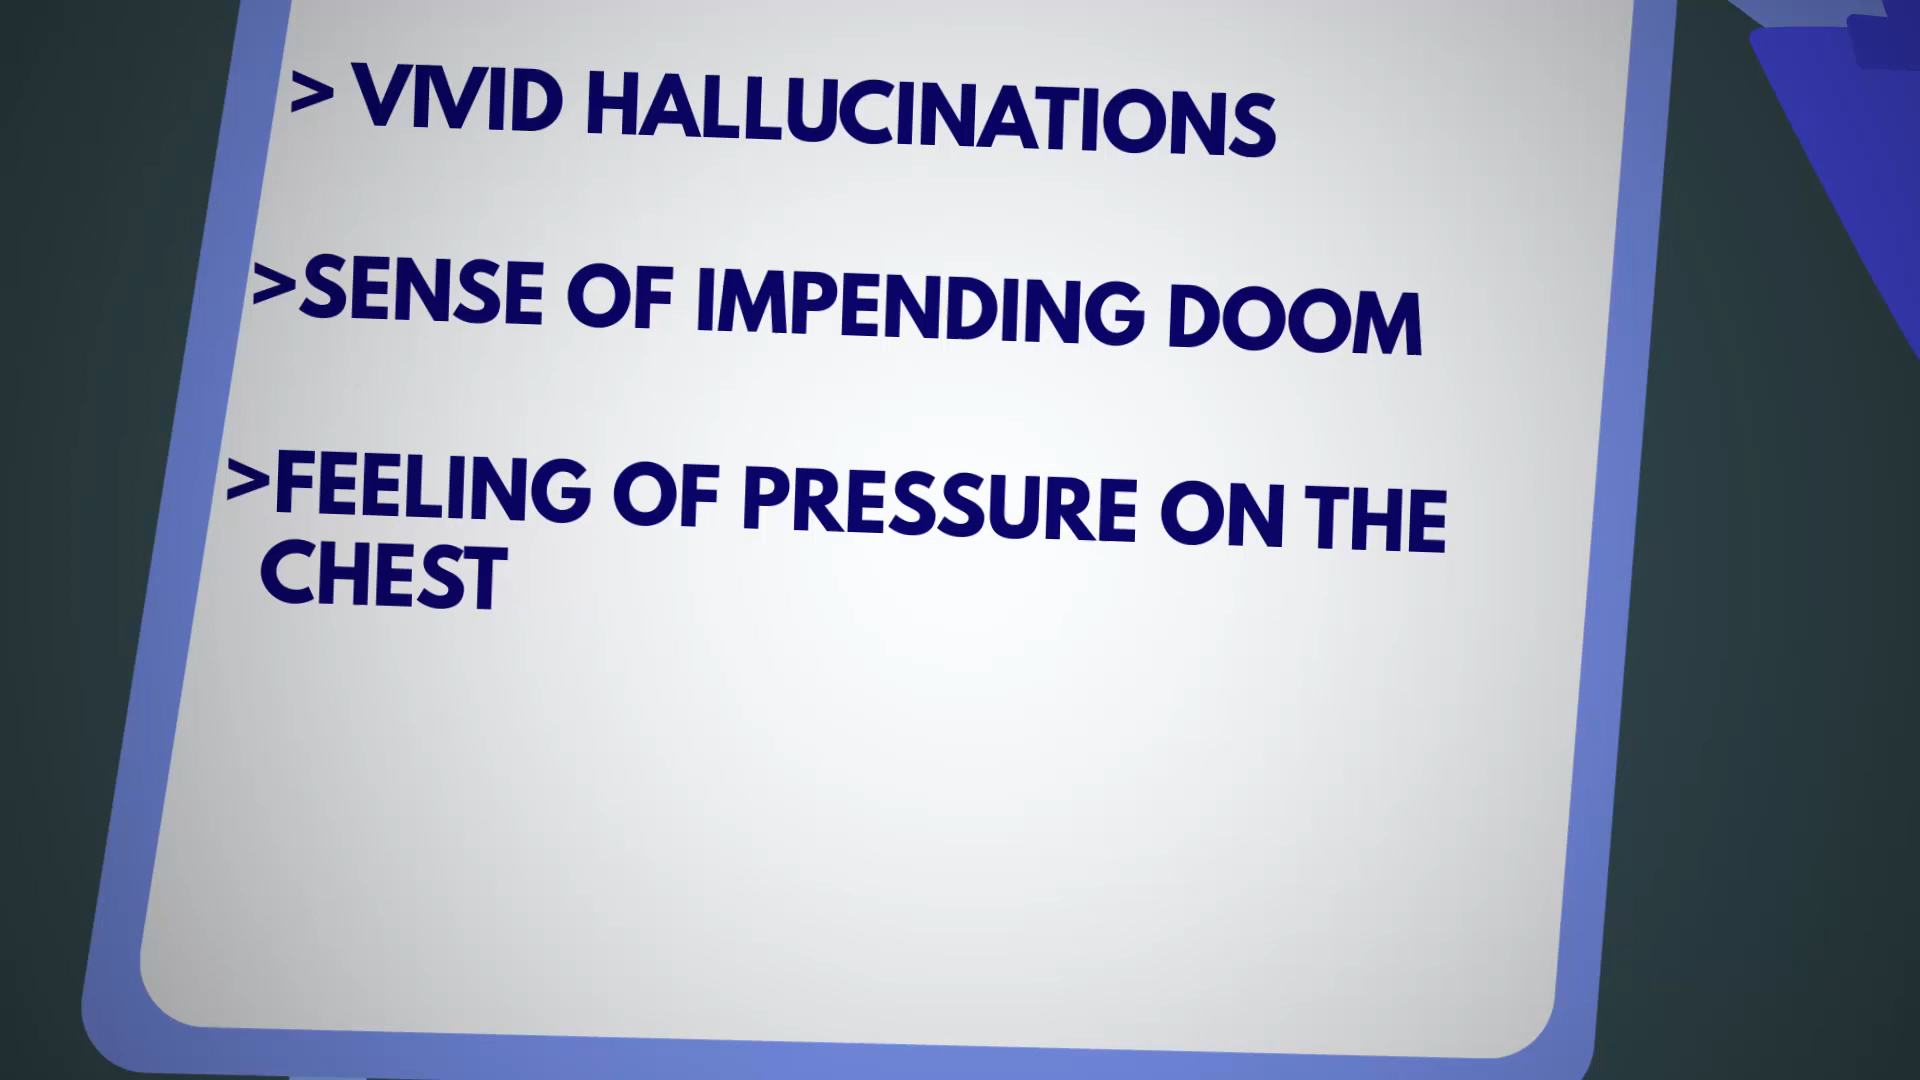 > VIVID HALLUCINATIONS
>SENSE OF IMPENDING DOOM
>FEELING OF PRESSURE ON THE
CHEST